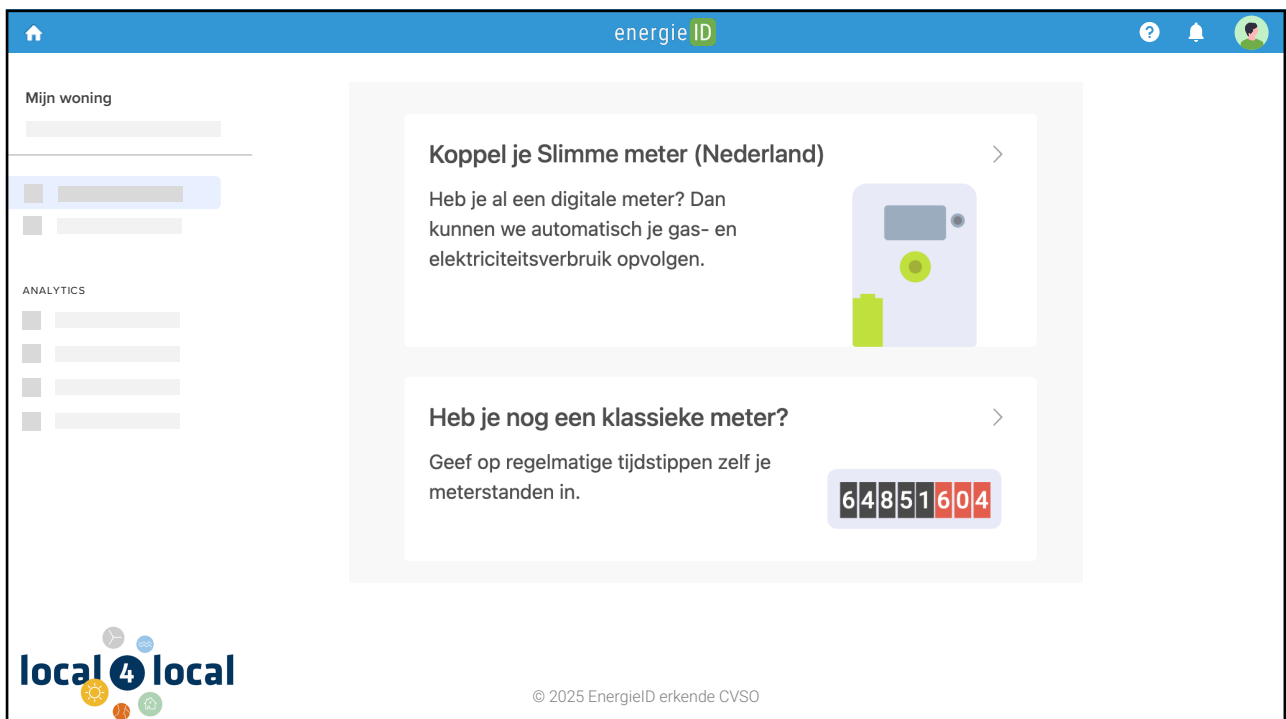 energieID
Mijn woning
ANALYTICS
Koppel je Slimme meter (Nederland)
Heb je al een digitale meter? Dan
kunnen we automatisch je gas- en
elektriciteitsverbruik opvolgen.
Heb je nog een klassieke meter?
Geef op regelmatige tijdstippen zelf je
meterstanden in.
64851604
local 4 local
© 2025 EnergieID erkende CVSO